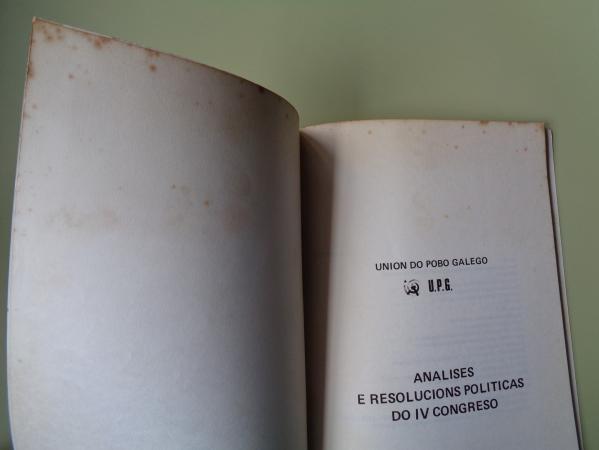 UNION DO POBO GALEGO
U.P.G.
ANALISES
E RESOLUCIONS POLITICAS
DO IV CONGRESO